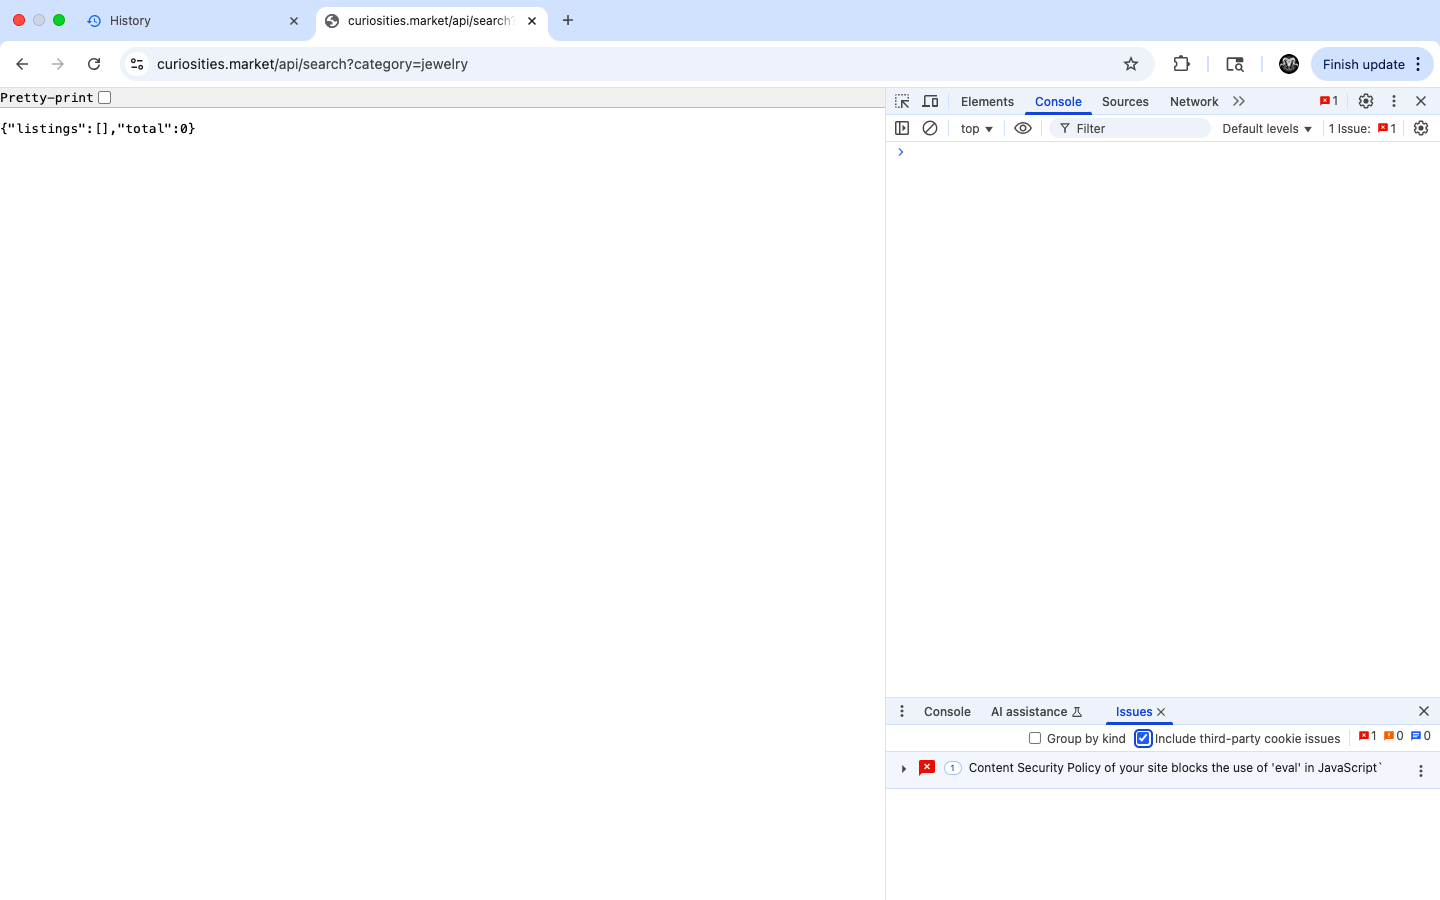 History
curiosities.market/api/search?
curiosities.market/api/search?category=jewelry
Finish update
Pretty-print
{"listings":[],"total":0}
Elements
Console
Sources
Network
1
top
Filter
Default levels
1 Issue:
1
Console
AI assistance
Issues
Group by kind
Include third-party cookie issues
1
0
0
1
Content Security Policy of your site blocks the use of 'eval' in JavaScript`